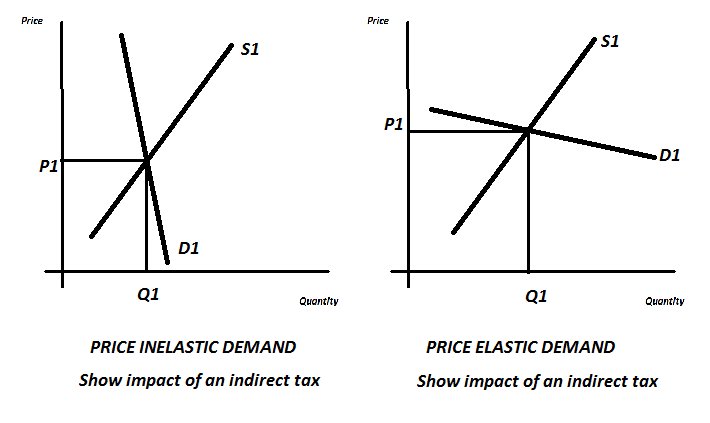 Price
S1
P1
D1
Q1
Quantity
PRICE INELASTIC DEMAND
Show impact of an indirect tax
Price
S1
P1
D1
Q1
Quantity
PRICE ELASTIC DEMAND
Show impact of an indirect tax